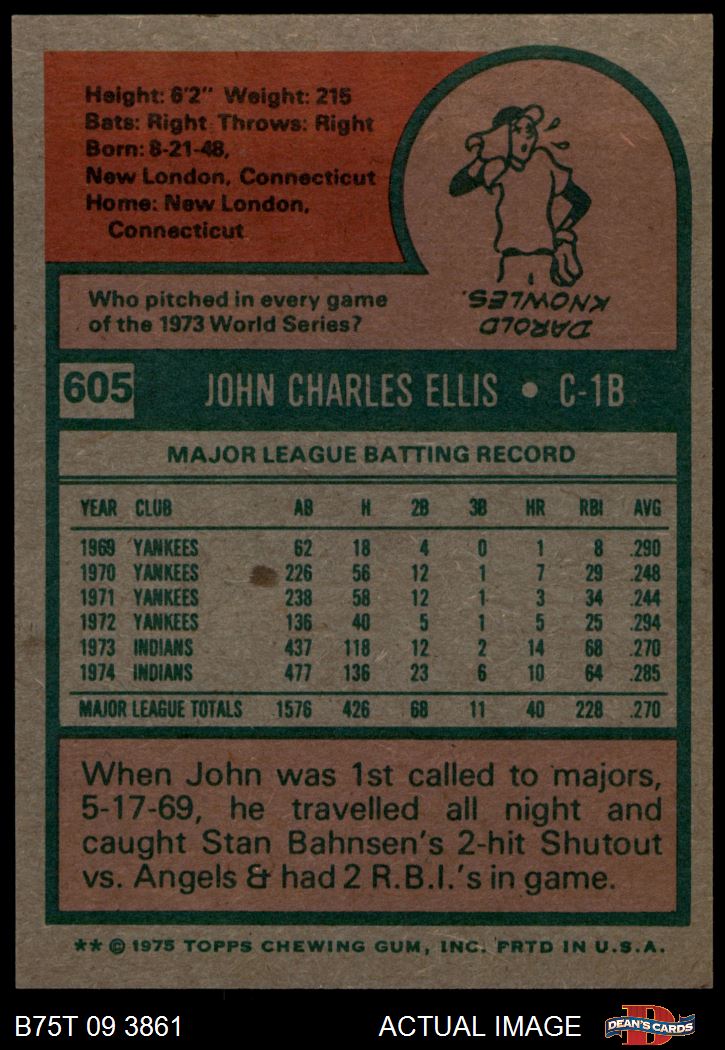 Height: 6'2" Weight: 215
Bats: Right Throws: Right
Born: 8-21-48,
New London, Connecticut
Home: New London,
Connecticut
Who pitched in every game
of the 1973 World Series?
DAROLD
KNOWLES.
605 JOHN CHARLES ELLIS • C-1B
MAJOR LEAGUE BATTING RECORD
YEAR CLUB AB H 2B 3B HR RBI AVG
1969 YANKEES 62 18 4 0 1 8 .290
1970 YANKEES 226 56 12 1 7 29 .248
1971 YANKEES 238 58 12 1 3 34 .244
1972 YANKEES 136 40 5 1 5 25 .294
1973 INDIANS 437 118 12 2 14 68 .270
1974 INDIANS 477 136 23 6 10 64 .285
MAJOR LEAGUE TOTALS 1576 426 68 11 40 228 .270
When John was 1st called to majors,
5-17-69, he travelled all night and
caught Stan Bahnsen's 2-hit Shutout
vs. Angels & had 2 R.B.I.'s in game.
** © 1975 TOPPS CHEWING GUM, INC. PRTD IN U.S.A.
B75T 09 3861 ACTUAL IMAGE D DEAN'S CARDS